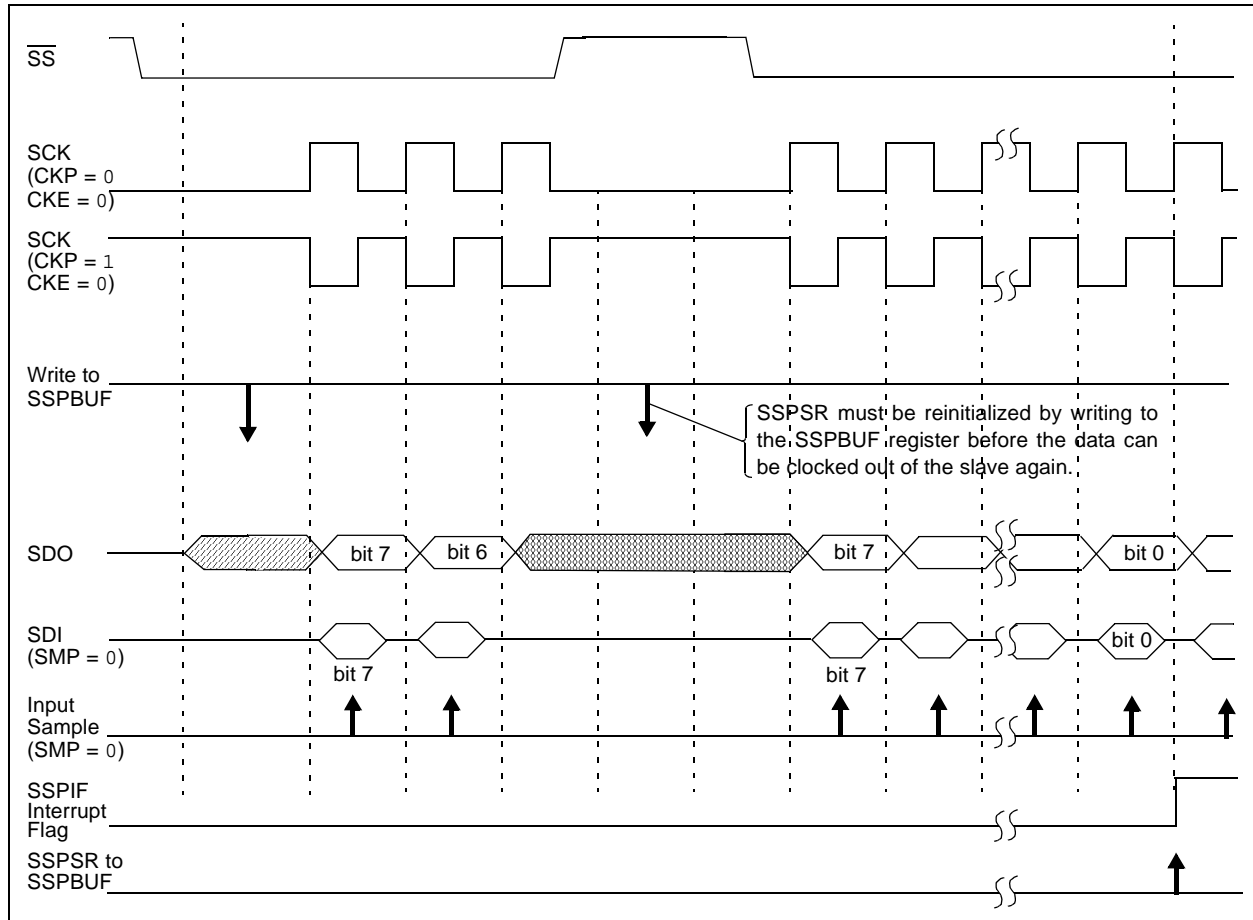 SS
SCK
(CKP = 0
CKE = 0)
SCK
(CKP = 1
CKE = 0)
Write to
SSPBUF
SSPSR must be reinitialized by writing to
the SSPBUF register before the data can
be clocked out of the slave again.
SDO
bit 7
bit 6
bit 7
bit 0
SDI
(SMP = 0)
bit 7
bit 7
bit 0
Input
Sample
(SMP = 0)
SSPIF
Interrupt
Flag
SSPSR to
SSPBUF